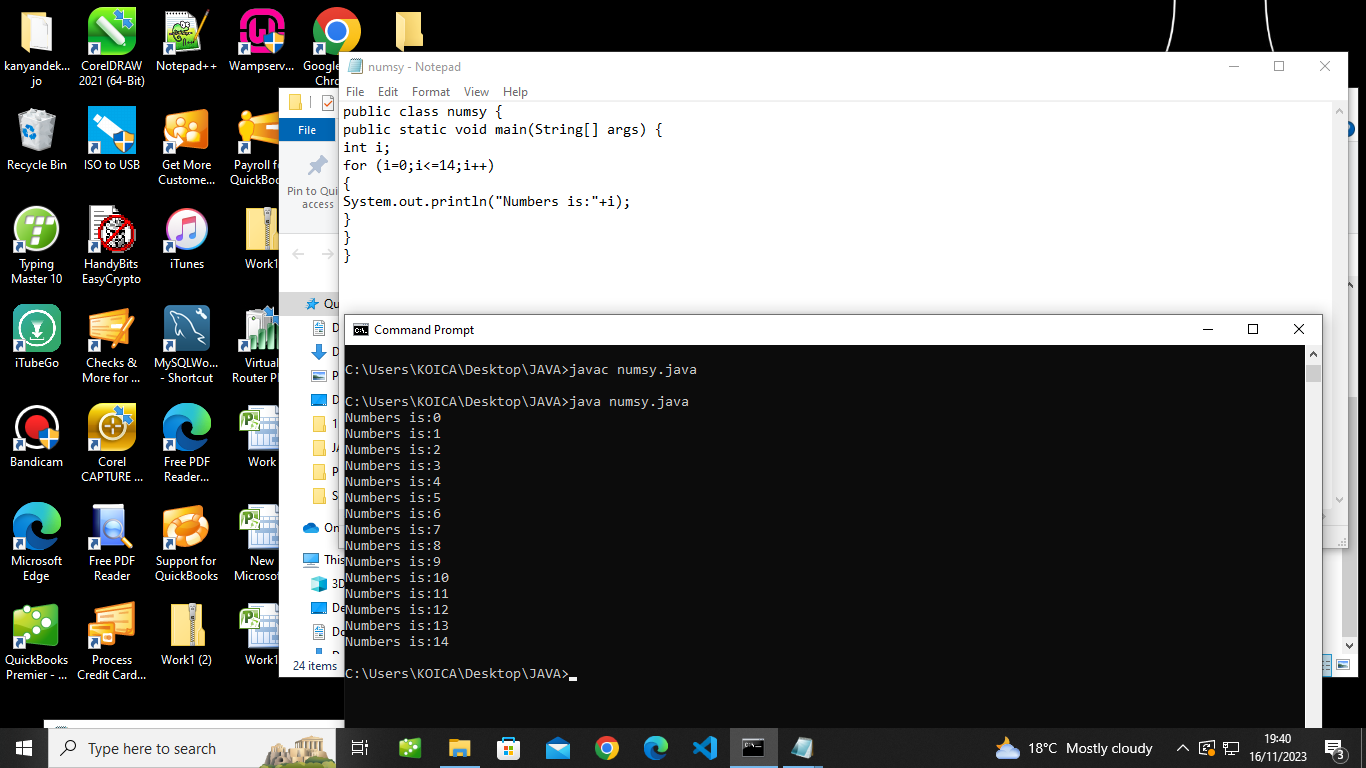 kanyandek...
jo
CorelDRAW
2021 (64-Bit)
Notepad++
Wampserv...
Google
Chro
Recycle Bin
ISO to USB
Get More
Custome...
Payroll f
QuickBoo
Typing
Master 10
HandyBits
EasyCrypto
iTunes
Work1
iTubeGo
Checks &
More for ...
MySQLWo...
- Shortcut
Virtual
Router P
Bandicam
Corel
CAPTURE ...
Free PDF
Reader...
Work
Microsoft
Edge
Free PDF
Reader
Support for
QuickBooks
New
Microsof
QuickBooks
Premier - ...
Process
Credit Card...
Work1 (2)
Work1
File
Pin to Qui
access
Qu
D
D
P
D
1
JA
P
S
On
This
3D
De
Do
24 items
numsy - Notepad
File Edit Format View Help
public class numsy {
public static void main(String[] args) {
int i;
for (i=0;i<=14;i++)
{
System.out.println("Numbers is:"+i);
}
}
}
Command Prompt
C:\Users\KOICA\Desktop\JAVA>javac numsy.java
C:\Users\KOICA\Desktop\JAVA>java numsy.java
Numbers is:0
Numbers is:1
Numbers is:2
Numbers is:3
Numbers is:4
Numbers is:5
Numbers is:6
Numbers is:7
Numbers is:8
Numbers is:9
Numbers is:10
Numbers is:11
Numbers is:12
Numbers is:13
Numbers is:14
C:\Users\KOICA\Desktop\JAVA>
Type here to search
18°C Mostly cloudy
19:40
16/11/2023
3